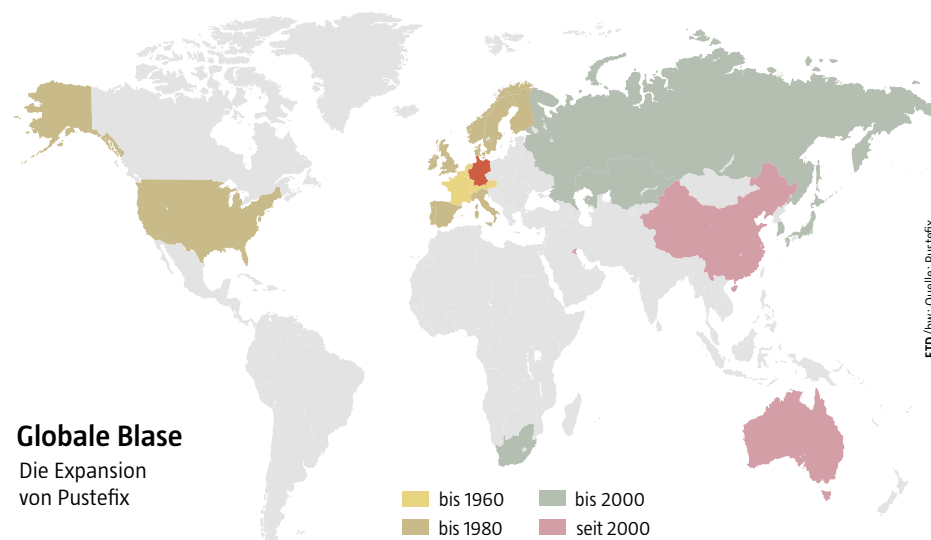 Globale Blase
Die Expansion
von Pustefix
bis 1960
bis 1980
bis 2000
seit 2000
FTD/bw; Quelle: Pustefix